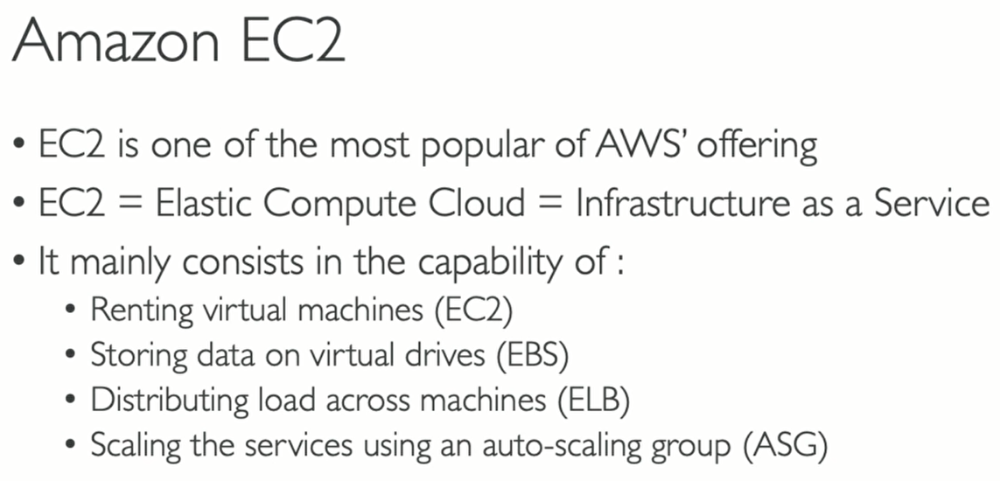 Amazon EC2
• EC2 is one of the most popular of AWS' offering
• EC2 = Elastic Compute Cloud = Infrastructure as a Service
• It mainly consists in the capability of :
• Renting virtual machines (EC2)
• Storing data on virtual drives (EBS)
• Distributing load across machines (ELB)
• Scaling the services using an auto-scaling group (ASG)